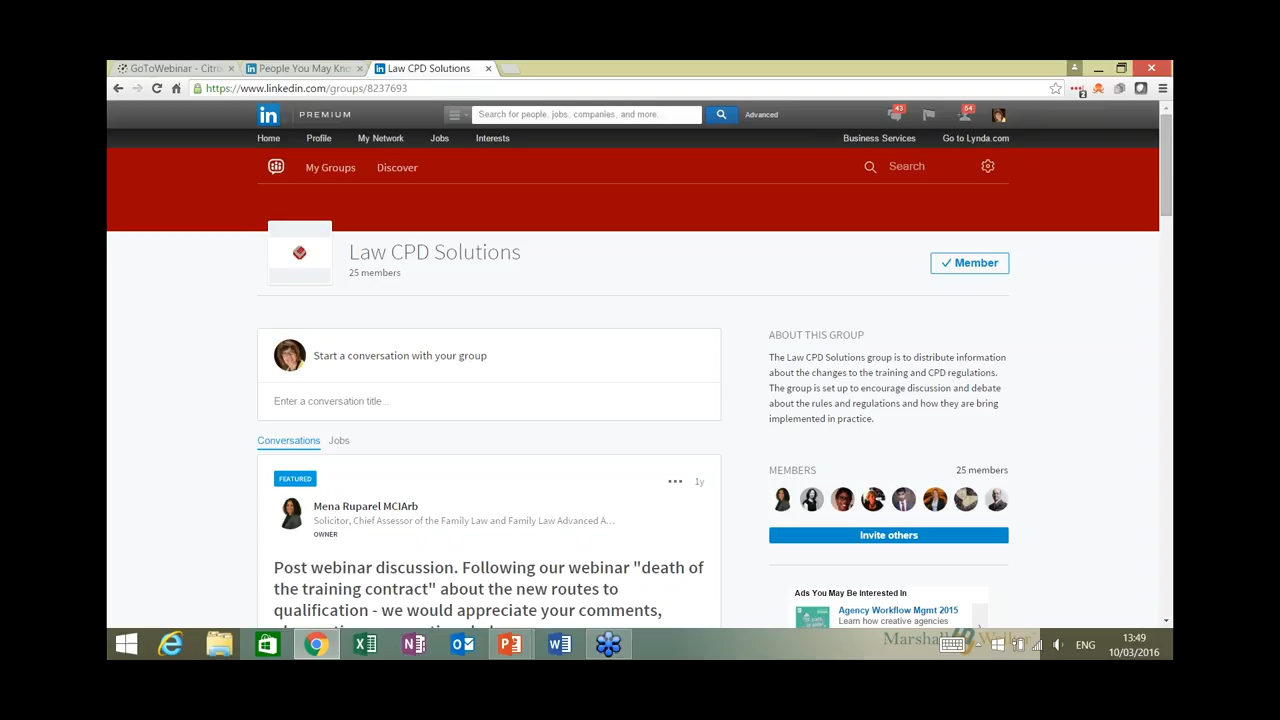 GoToWebinar - Citrix
People You May Kno
Law CPD Solutions
https://www.linkedin.com/groups/8237693
in PREMIUM
Search for people, jobs, companies, and more...
Advanced
43
64
Home Profile My Network Jobs Interests
Business Services Go to Lynda.com
My Groups Discover
Search
Law CPD Solutions
25 members
Member
Start a conversation with your group
Enter a conversation title...
Conversations Jobs
FEATURED
1y
Mena Ruparel MCIArb
Solicitor, Chief Assessor of the Family Law and Family Law Advanced A...
OWNER
Post webinar discussion. Following our webinar "death of
the training contract" about the new routes to
qualification - we would appreciate your comments,
ABOUT THIS GROUP
The Law CPD Solutions group is to distribute information
about the changes to the training and CPD regulations.
The group is set up to encourage discussion and debate
about the rules and regulations and how they are bring
implemented in practice.
MEMBERS 25 members
Invite others
Ads You May Be Interested In
Agency Workflow Mgmt 2015
Learn how creative agencies
ENG
13:49
10/03/2016